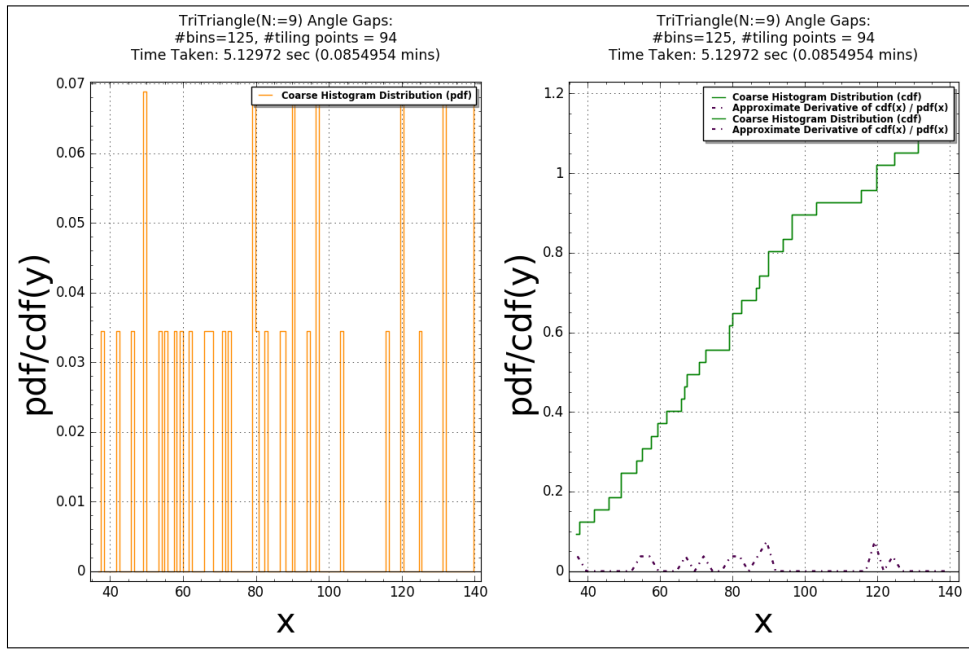 TriTriangle(N:=9) Angle Gaps:
#bins=125, #tiling points = 94
Time Taken: 5.12972 sec (0.0854954 mins)
Coarse Histogram Distribution (pdf)
0.07
0.06
0.05
0.04
0.03
0.02
0.01
0
pdf/cdf(y)
40
60
80
100
120
140
x
TriTriangle(N:=9) Angle Gaps:
#bins=125, #tiling points = 94
Time Taken: 5.12972 sec (0.0854954 mins)
Coarse Histogram Distribution (cdf)
Approximate Derivative of cdf(x) / pdf(x)
Coarse Histogram Distribution (cdf)
Approximate Derivative of cdf(x) / pdf(x)
1.2
1
0.8
0.6
0.4
0.2
0
pdf/cdf(y)
40
60
80
100
120
140
x